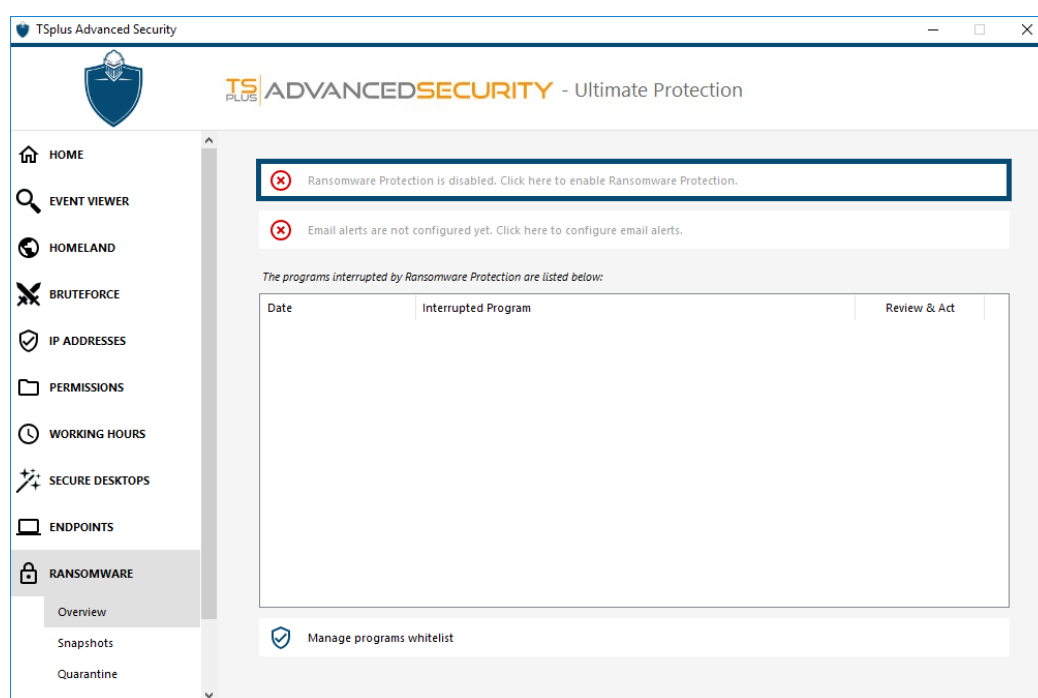 TSplus Advanced Security
TS PLUS ADVANCEDSECURITY - Ultimate Protection
HOME
EVENT VIEWER
HOMELAND
BRUTEFORCE
IP ADDRESSES
PERMISSIONS
WORKING HOURS
SECURE DESKTOPS
ENDPOINTS
RANSOMWARE
Overview
Snapshots
Quarantine
Ransomware Protection is disabled. Click here to enable Ransomware Protection.
Email alerts are not configured yet. Click here to configure email alerts.
The programs interrupted by Ransomware Protection are listed below:
Date Interrupted Program Review & Act
Manage programs whitelist